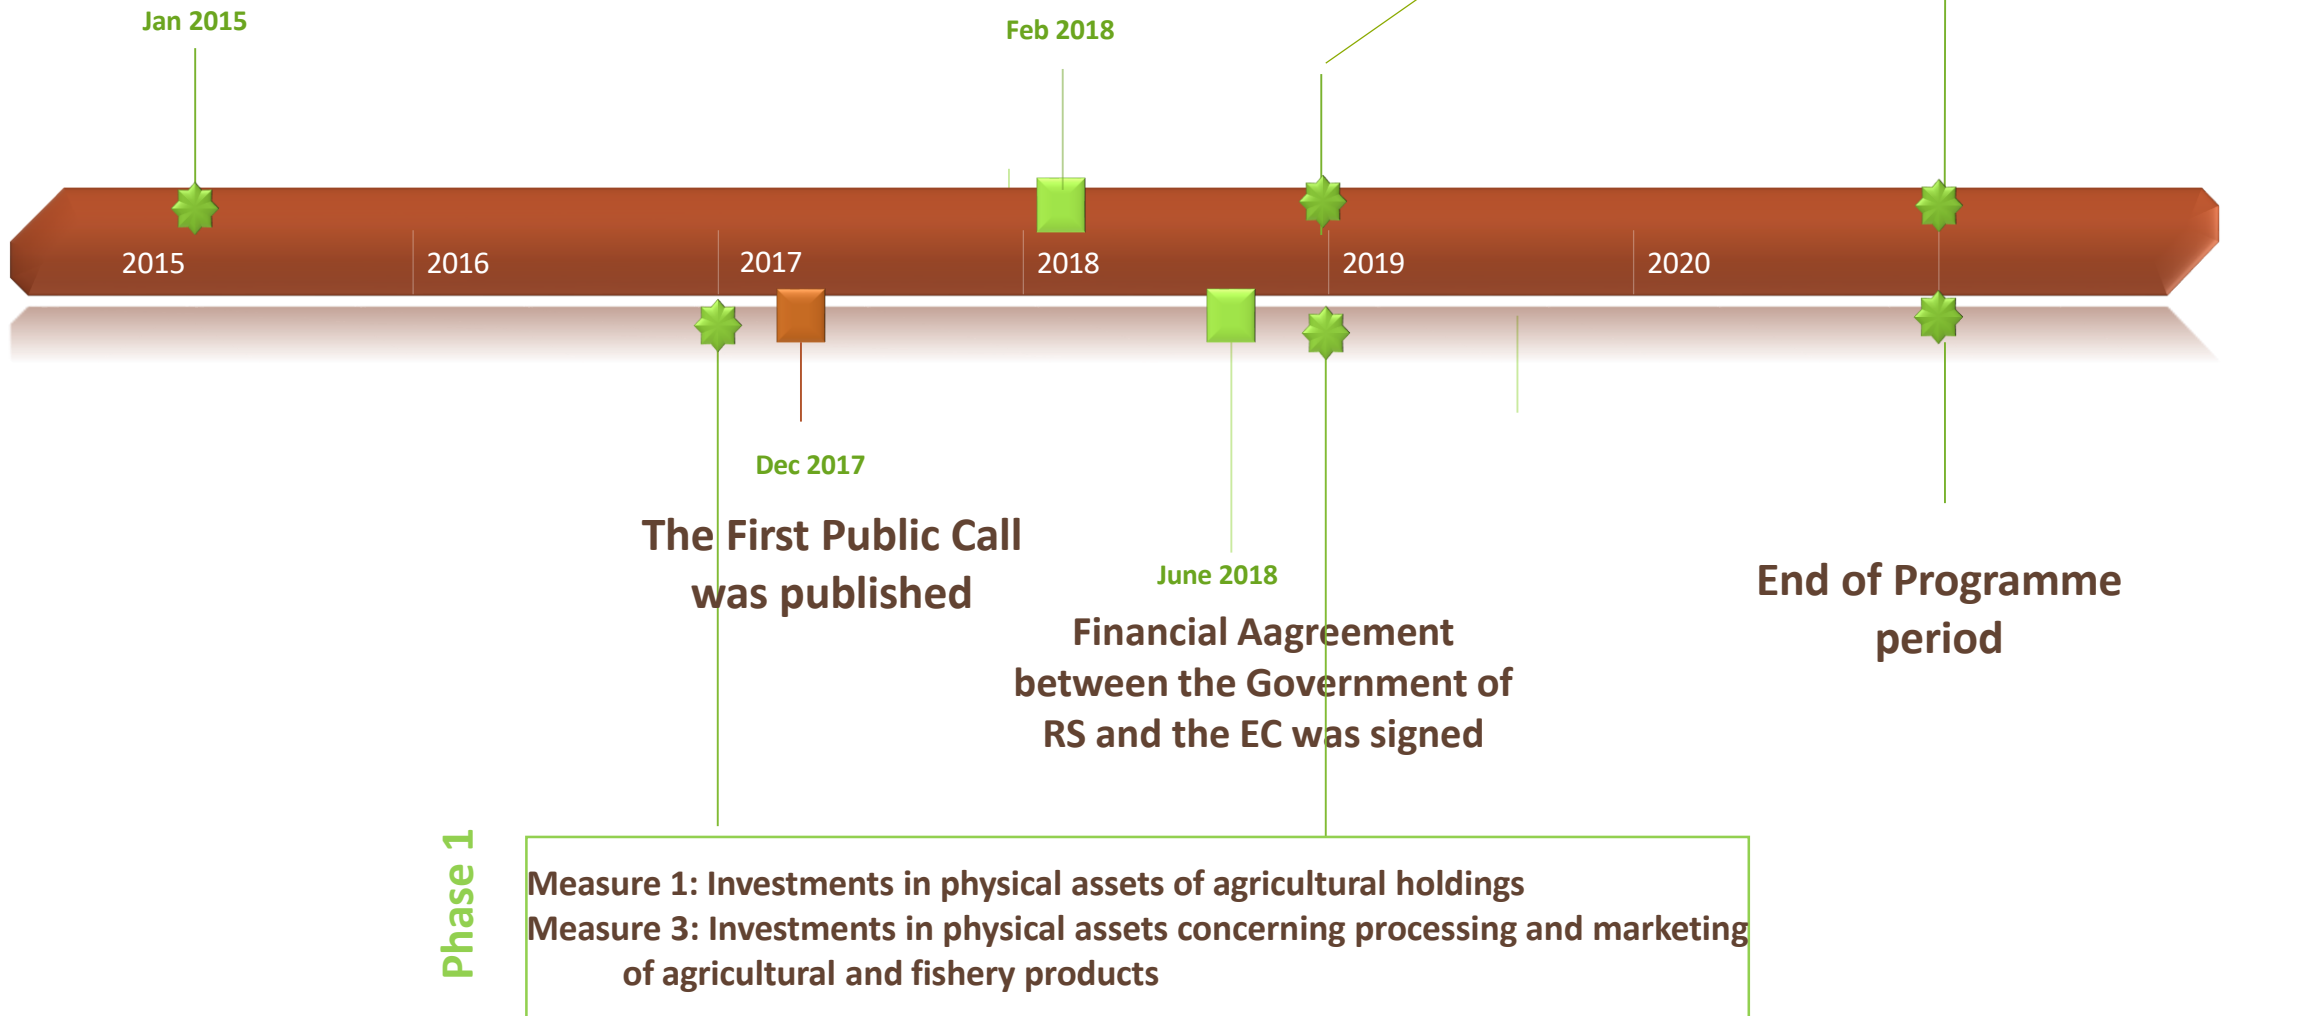 Jan 2015
Feb 2018
2015
2016
2017
2018
2019
2020
Dec 2017
The First Public Call
was published
June 2018
Financial Aagreement
between the Government of
RS and the EC was signed
End of Programme
period
Phase 1
Measure 1: Investments in physical assets of agricultural holdings
Measure 3: Investments in physical assets concerning processing and marketing
of agricultural and fishery products